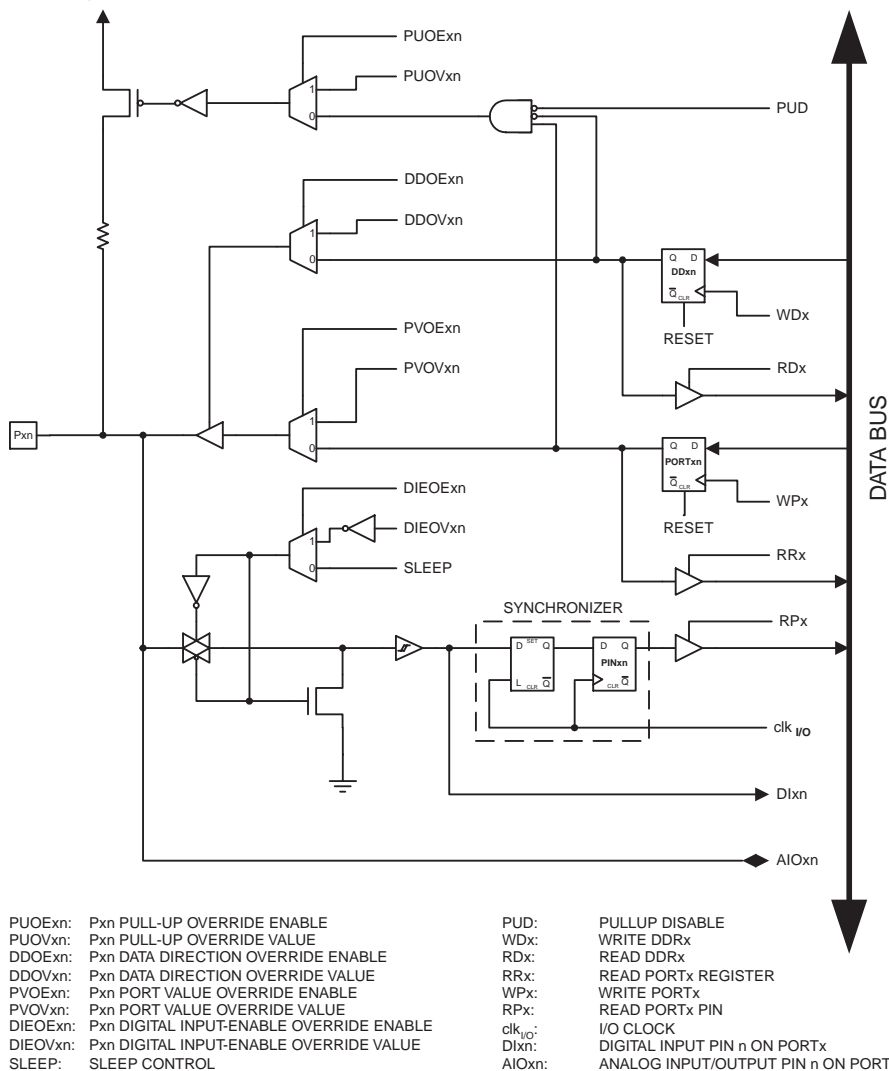 PUOExn
PUOVxn
1
0
PUD
DDOExn
DDOVxn
1
0
Q D
DDxn
Q CLR
WDx
RESET
RDx
PVOExn
PVOVxn
1
0
Pxn
Q D
PORTxn
Q CLR
WPx
RESET
RRx
DATA BUS
DIEOExn
DIEOVxn
1
0
SLEEP
SYNCHRONIZER
RPx
D SET Q
L CLR Q
D Q
PINxn
CLR Q
clk I/O
DIxn
AIOxn
PUOExn: Pxn PULL-UP OVERRIDE ENABLE
PUOVxn: Pxn PULL-UP OVERRIDE VALUE
DDOExn: Pxn DATA DIRECTION OVERRIDE ENABLE
DDOVxn: Pxn DATA DIRECTION OVERRIDE VALUE
PVOExn: Pxn PORT VALUE OVERRIDE ENABLE
PVOVxn: Pxn PORT VALUE OVERRIDE VALUE
DIEOExn: Pxn DIGITAL INPUT-ENABLE OVERRIDE ENABLE
DIEOVxn: Pxn DIGITAL INPUT-ENABLE OVERRIDE VALUE
SLEEP: SLEEP CONTROL
PUD: PULLUP DISABLE
WDx: WRITE DDRx
RDx: READ DDRx
RRx: READ PORTx REGISTER
WPx: WRITE PORTx
RPx: READ PORTx PIN
clkI/O: I/O CLOCK
DIxn: DIGITAL INPUT PIN n ON PORTx
AIOxn: ANALOG INPUT/OUTPUT PIN n ON PORT